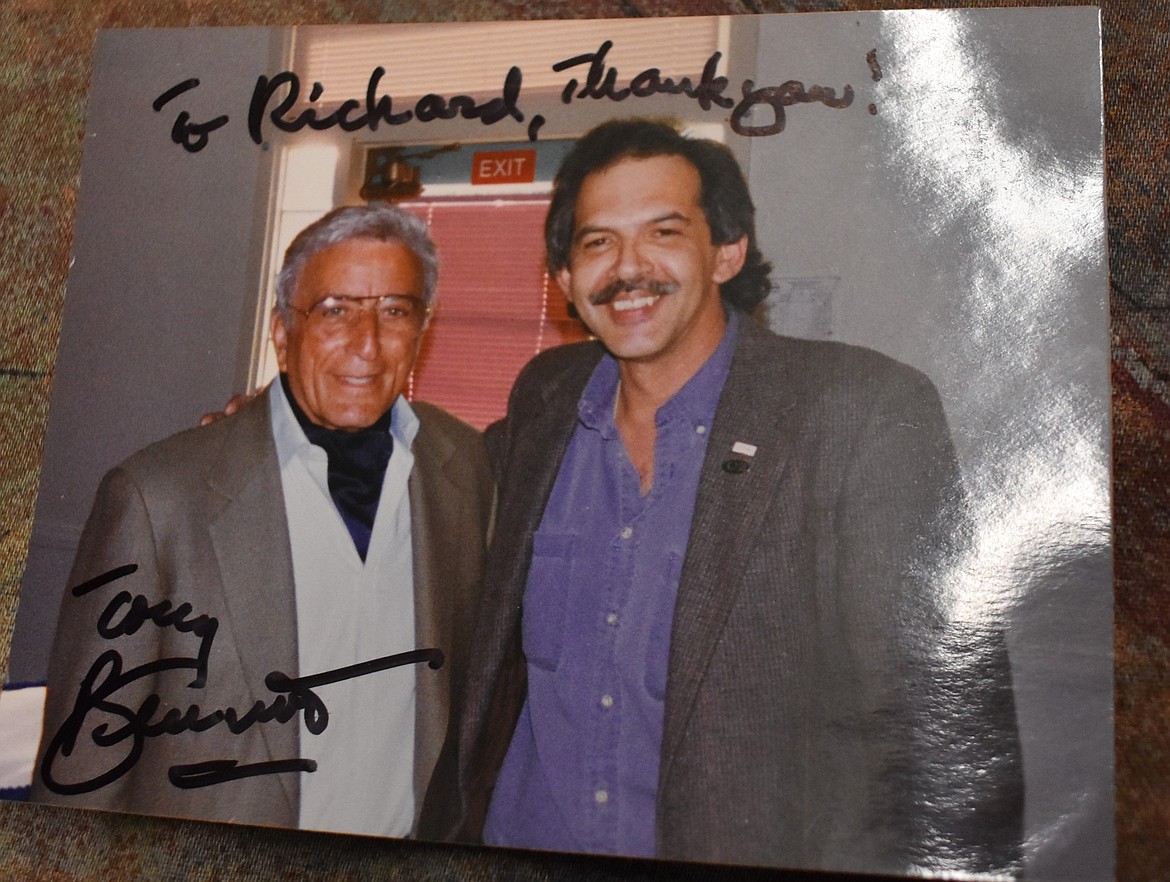 To Richard, Thank you!
EXIT
Tony
Bennett